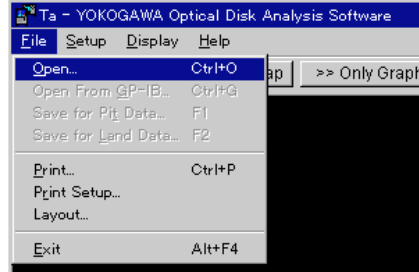 Ta - YOKOGAWA Optical Disk Analysis Software
File Setup Display Help
ap >> Only Graph
Open... Ctrl+O
Open From GP-IB... Ctrl+G
Save for Pit Data... F1
Save for Land Data... F2
Print... Ctrl+P
Print Setup...
Layout...
Exit Alt+F4